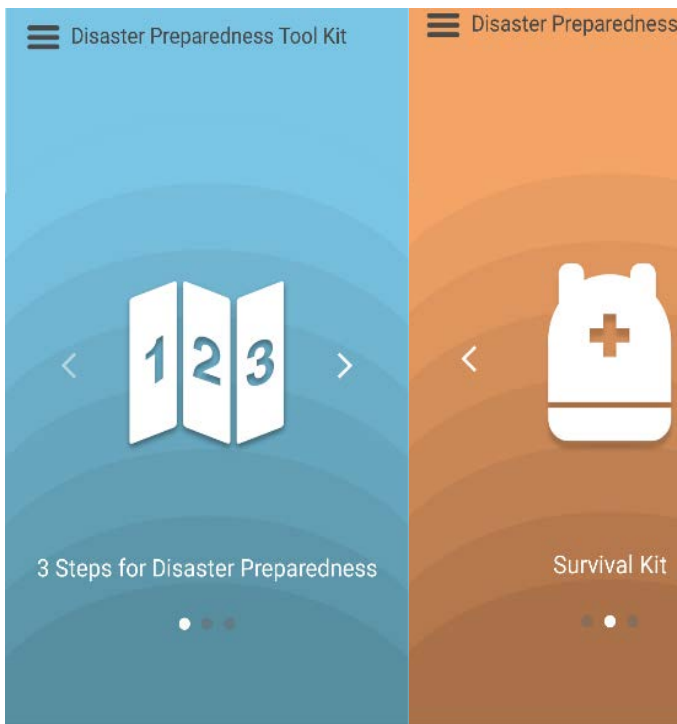 Disaster Preparedness Tool Kit
1 2 3
3 Steps for Disaster Preparedness
Disaster Preparedness
Survival Kit